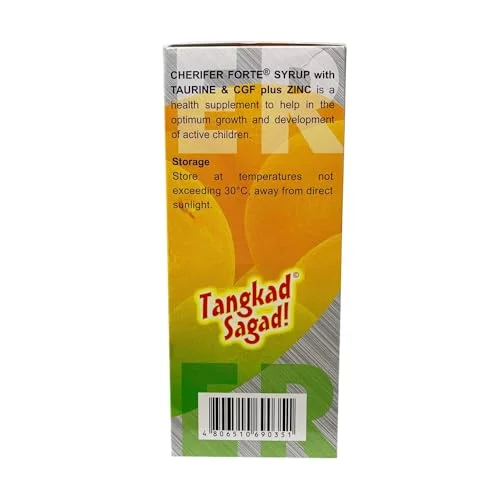 CHERIFER FORTE® SYRUP with
TAURINE & CGF plus ZINC is a
health supplement to help in the
optimum growth and development
of active children.
Storage
Store at temperatures not
exceeding 30°C, away from direct
sunlight.
Tangkad©
Sagad!
ER
ER
4 806510 690351